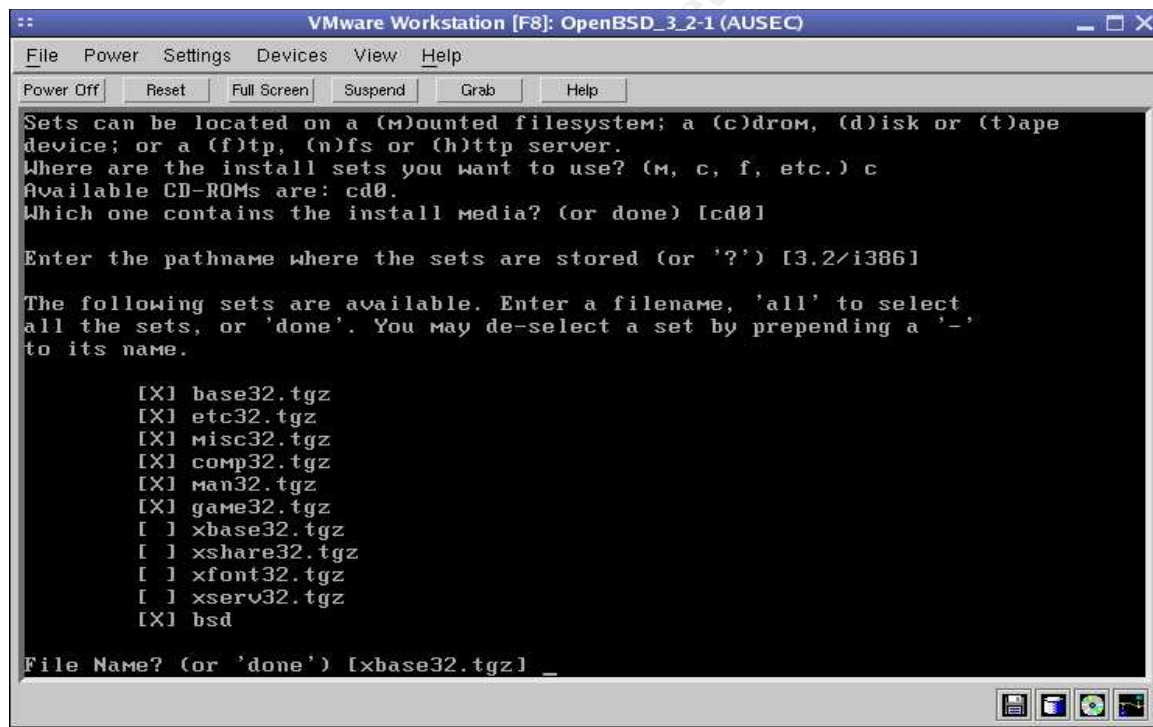 VMware Workstation [F8]: OpenBSD_3_2-1 (AUSEC)
File Power Settings Devices View Help
Power Off Reset Full Screen Suspend Grab Help
Sets can be located on a (m)ounted filesystem; a (c)drom, (d)isk or (t)ape
device; or a (f)tp, (n)fs or (h)ttp server.
Where are the install sets you want to use? (m, c, f, etc.) c
Available CD-ROMs are: cd0.
Which one contains the install media? (or done) [cd0]
Enter the pathname where the sets are stored (or '?') [3.2/i386]
The following sets are available. Enter a filename, 'all' to select
all the sets, or 'done'. You may de-select a set by prepending a '-'
to its name.
[X] base32.tgz
[X] etc32.tgz
[X] misc32.tgz
[X] comp32.tgz
[X] man32.tgz
[X] game32.tgz
[ ] xbase32.tgz
[ ] xshare32.tgz
[ ] xfont32.tgz
[ ] xserv32.tgz
[X] bsd
File Name? (or 'done') [xbase32.tgz] _